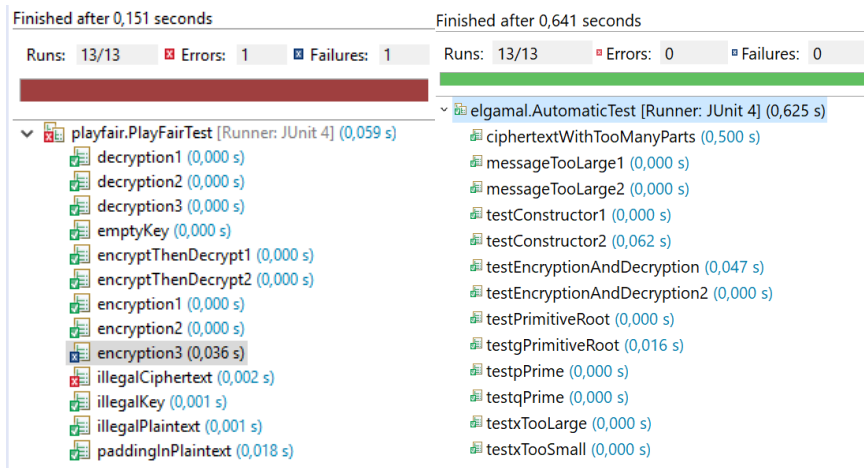 Finished after 0,151 seconds
Runs: 13/13 Errors: 1 Failures: 1
playfair.PlayFairTest [Runner: JUnit 4] (0,059 s)
decryption1 (0,000 s)
decryption2 (0,000 s)
decryption3 (0,000 s)
emptyKey (0,000 s)
encryptThenDecrypt1 (0,000 s)
encryptThenDecrypt2 (0,000 s)
encryption1 (0,000 s)
encryption2 (0,000 s)
encryption3 (0,036 s)
illegalCiphertext (0,002 s)
illegalKey (0,001 s)
illegalPlaintext (0,001 s)
paddingInPlaintext (0,018 s)
Finished after 0,641 seconds
Runs: 13/13 Errors: 0 Failures: 0
elgamal.AutomaticTest [Runner: JUnit 4] (0,625 s)
ciphertextWithTooManyParts (0,500 s)
messageTooLarge1 (0,000 s)
messageTooLarge2 (0,000 s)
testConstructor1 (0,000 s)
testConstructor2 (0,062 s)
testEncryptionAndDecryption (0,047 s)
testEncryptionAndDecryption2 (0,000 s)
testPrimitiveRoot (0,000 s)
testgPrimitiveRoot (0,016 s)
testpPrime (0,000 s)
testqPrime (0,000 s)
testxTooLarge (0,000 s)
testxTooSmall (0,000 s)